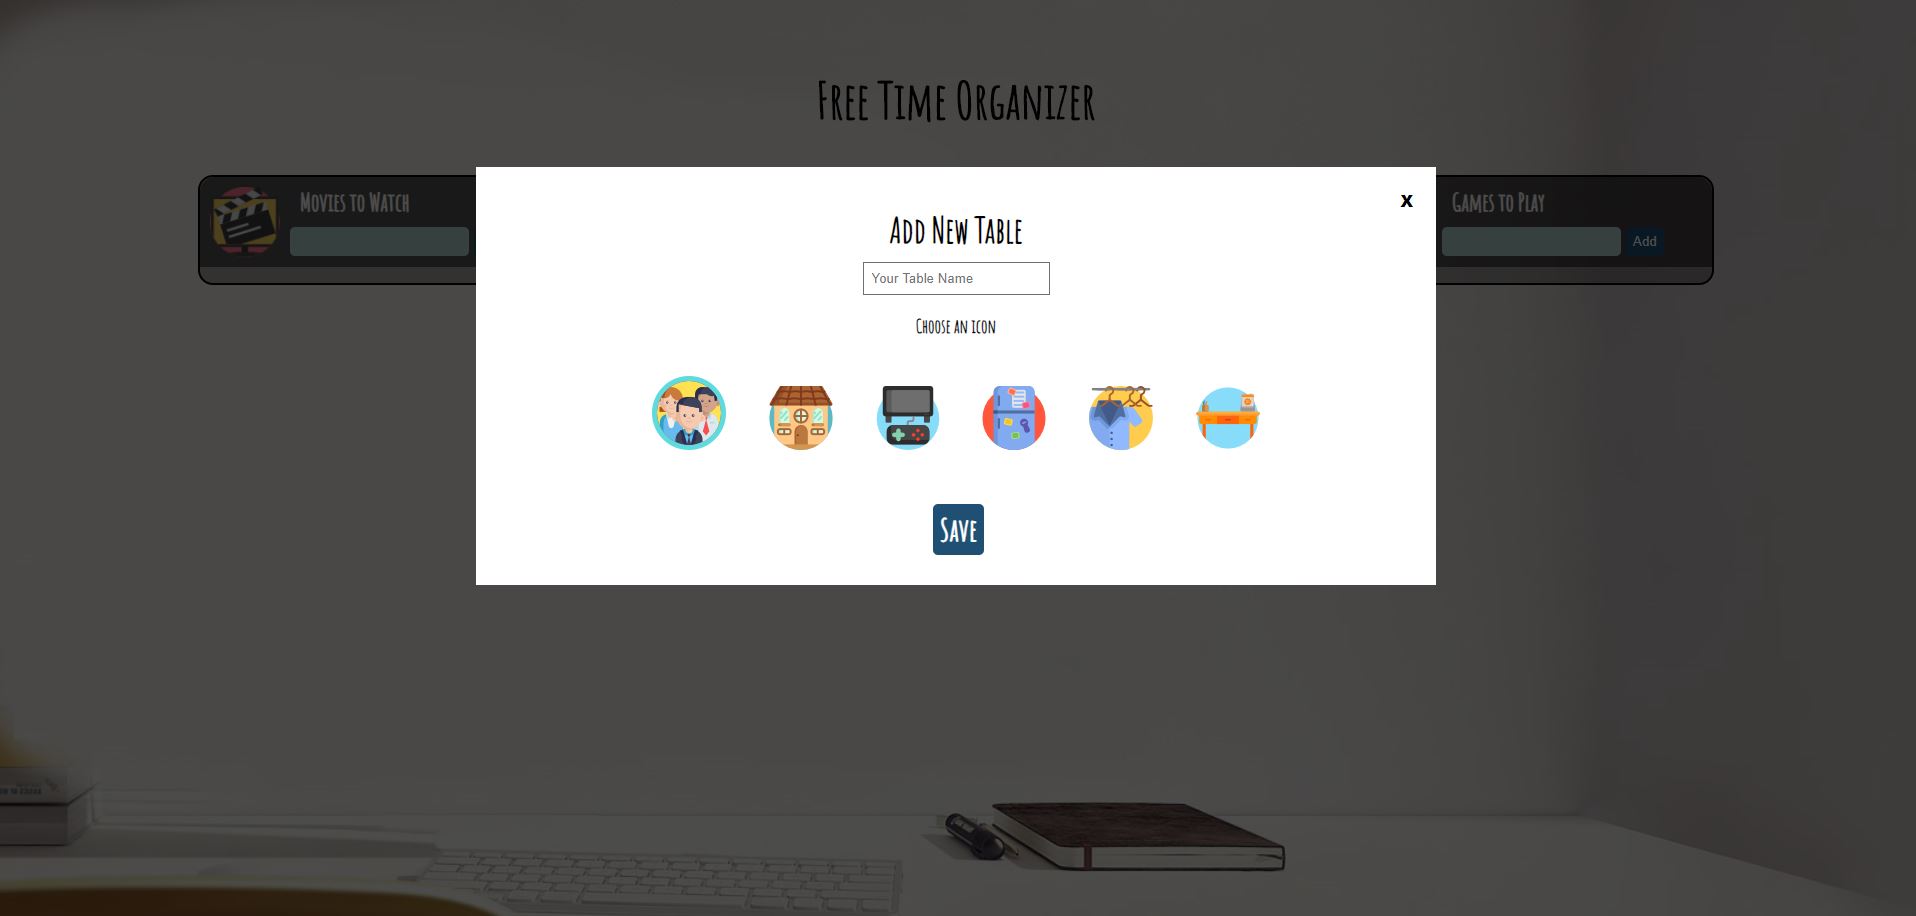 Free Time Organizer
Movies to Watch
Games to Play
Add
x
Add New Table
Your Table Name
Choose an icon
Save